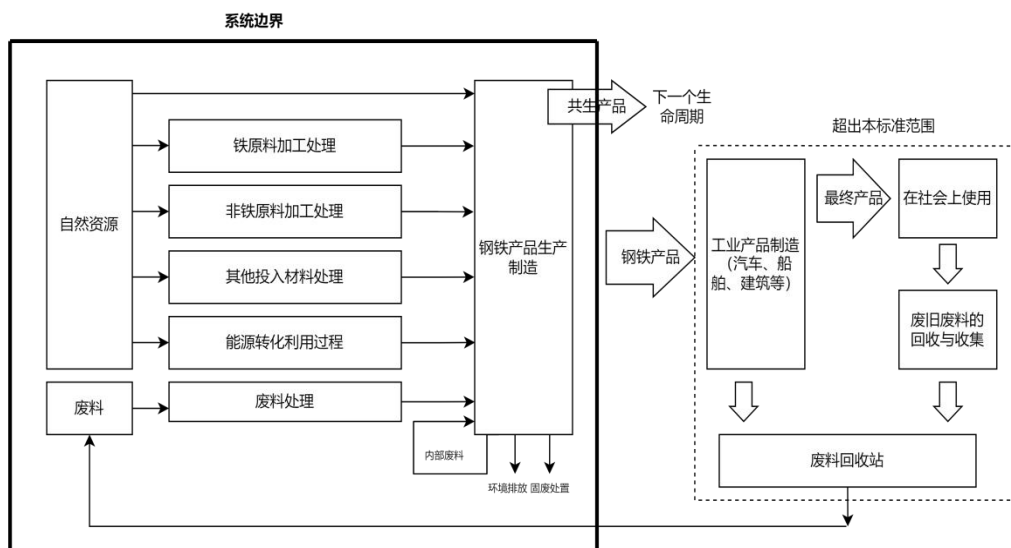 系统边界
自然资源
铁原料加工处理
非铁原料加工处理
其他投入材料处理
能源转化利用过程
废料
废料处理
钢铁产品生产
制造
内部废料
环境排放
固废处置
共生产品
下一个生
命周期
钢铁产品
超出本标准范围
工业产品制造
（汽车、船
舶、建筑等）
最终产品
在社会上使用
废旧废料的
回收与收集
废料回收站